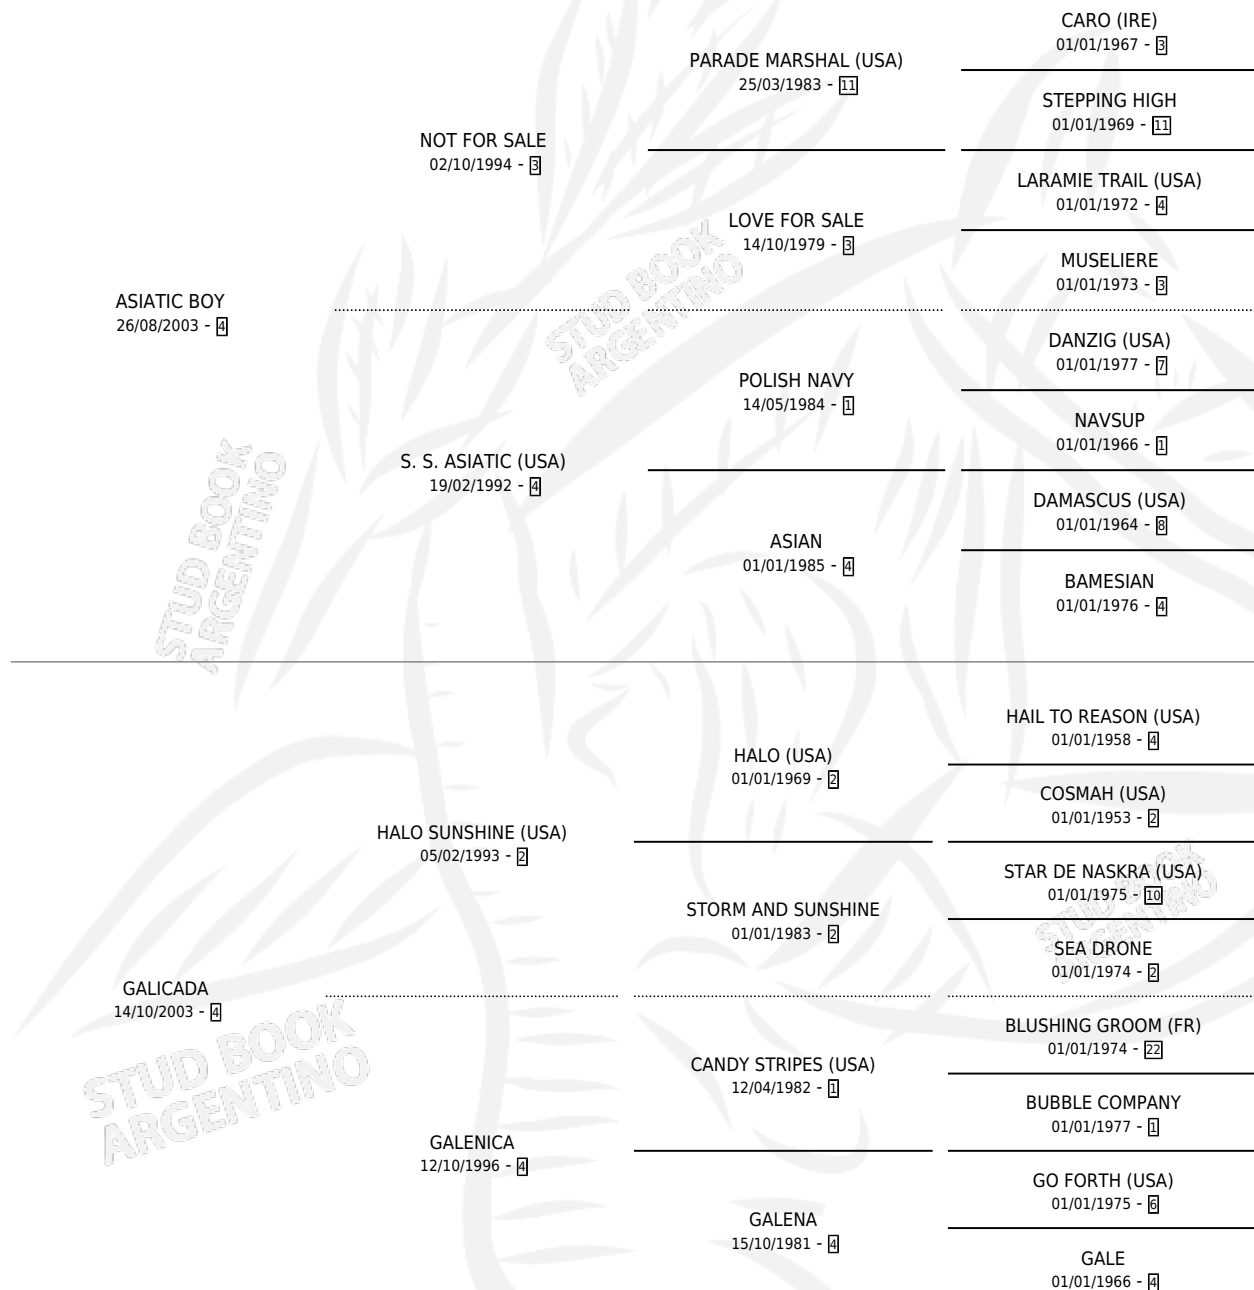 CARO (IRE)
01/01/1967 - 3
PARADE MARSHAL (USA)
25/03/1983 - 11
STEPPING HIGH
01/01/1969 - 11
NOT FOR SALE
02/10/1994 - 3
LARAMIE TRAIL (USA)
01/01/1972 - 4
LOVE FOR SALE
14/10/1979 - 3
MUSELIERE
01/01/1973 - 3
ASIATIC BOY
26/08/2003 - 4
STUD BOOK
ARGENTINO
DANZIG (USA)
01/01/1977 - 7
POLISH NAVY
14/05/1984 - 1
NAVSUP
01/01/1966 - 1
S. S. ASIATIC (USA)
19/02/1992 - 4
DAMASCUS (USA)
01/01/1964 - 8
ASIAN
01/01/1985 - 4
BAMESIAN
01/01/1976 - 4
STUD BOOK
ARGENTINO
HAIL TO REASON (USA)
01/01/1958 - 4
HALO (USA)
01/01/1969 - 2
COSMAH (USA)
01/01/1953 - 2
HALO SUNSHINE (USA)
05/02/1993 - 2
STAR DE NASKRA (USA)
01/01/1975 - 10
STORM AND SUNSHINE
01/01/1983 - 2
SEA DRONE
01/01/1974 - 2
STUD BOOK
ARGENTINO
GALICADA
14/10/2003 - 4
BLUSHING GROOM (FR)
01/01/1974 - 22
CANDY STRIPES (USA)
12/04/1982 - 1
BUBBLE COMPANY
01/01/1977 - 1
GALENICA
12/10/1996 - 4
GO FORTH (USA)
01/01/1975 - 6
GALENA
15/10/1981 - 4
GALE
01/01/1966 - 4
STUD BOOK
ARGENTINO